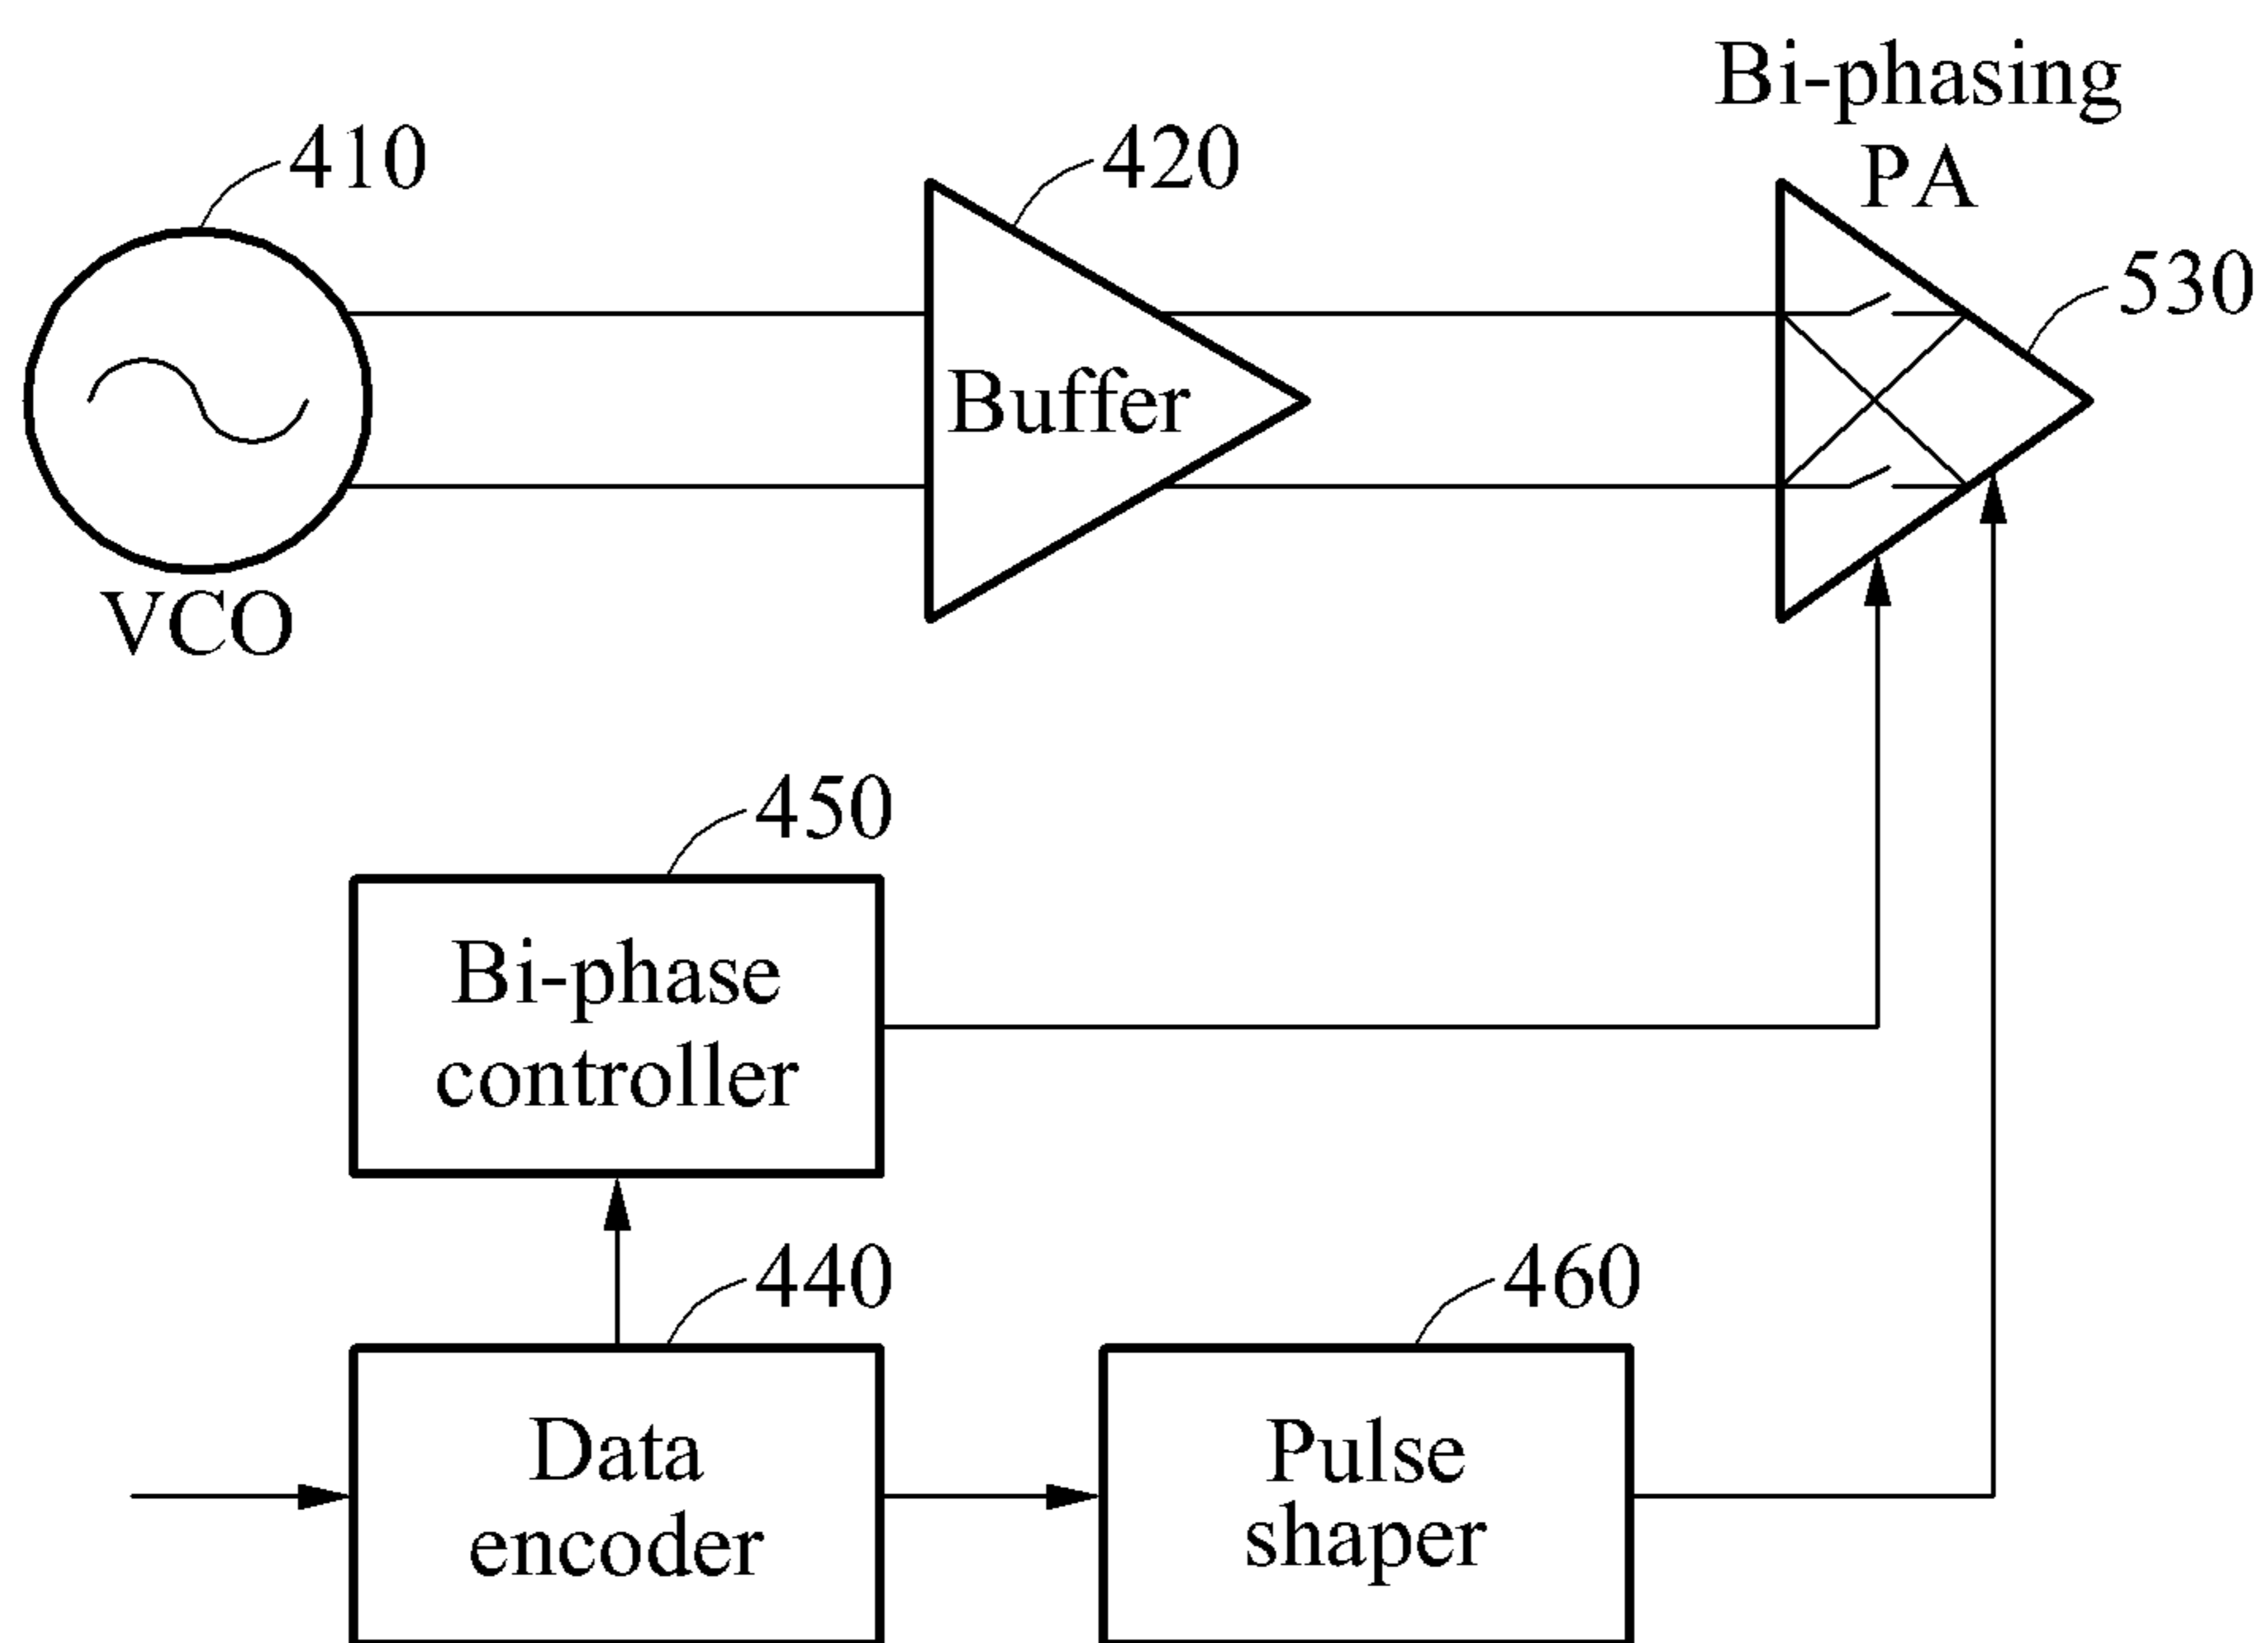 Bi-phasing
PA
410
420
530
Buffer
VCO
450
Bi-phase
controller
440
460
Data
encoder
Pulse
shaper